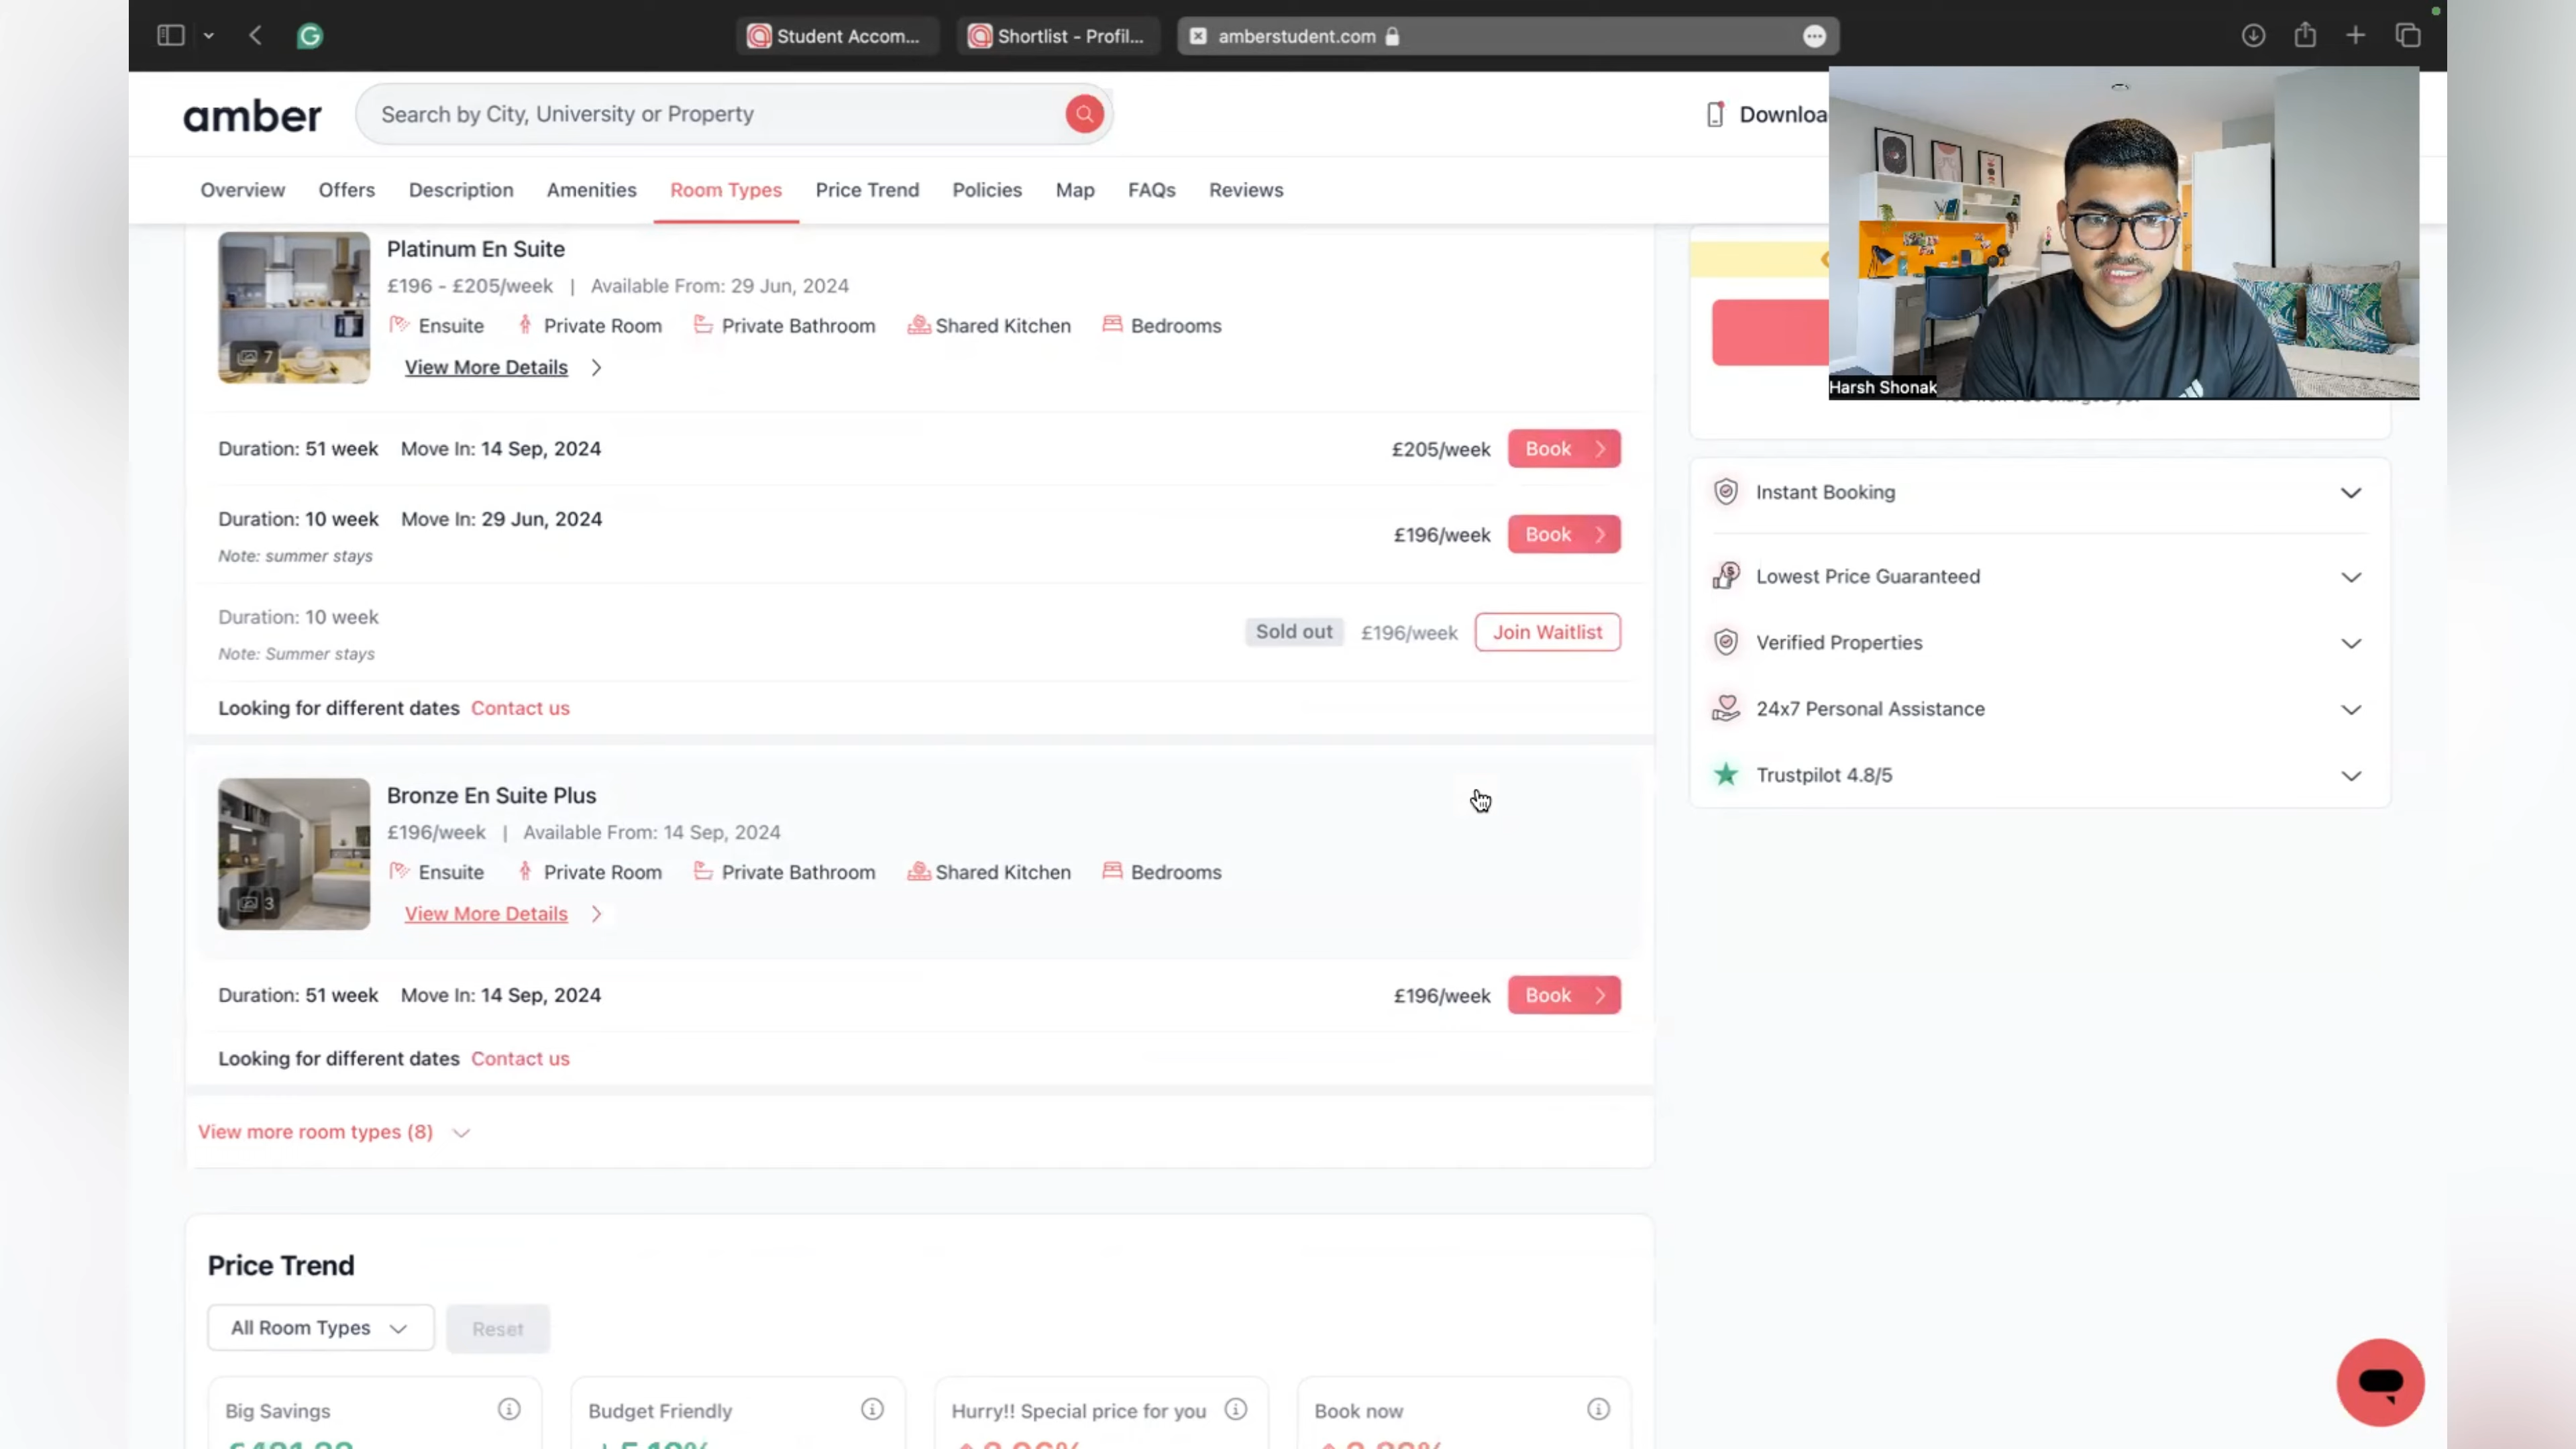 Student Accom...
Shortlist - Profil...
amberstudent.com
amber
Search by City, University or Property
Downloa
Overview
Offers
Description
Amenities
Room Types
Price Trend
Policies
Map
FAQs
Reviews
Harsh Shonak
Platinum En Suite
£196 - £205/week | Available From: 29 Jun, 2024
Ensuite
Private Room
Private Bathroom
Shared Kitchen
Bedrooms
7
View More Details
Duration: 51 week Move In: 14 Sep, 2024
£205/week
Book
Duration: 10 week Move In: 29 Jun, 2024
Note: summer stays
£196/week
Book
Duration: 10 week
Note: Summer stays
Sold out
£196/week
Join Waitlist
Looking for different dates Contact us
Bronze En Suite Plus
£196/week | Available From: 14 Sep, 2024
Ensuite
Private Room
Private Bathroom
Shared Kitchen
Bedrooms
3
View More Details
Duration: 51 week Move In: 14 Sep, 2024
£196/week
Book
Looking for different dates Contact us
View more room types (8)
Instant Booking
Lowest Price Guaranteed
Verified Properties
24x7 Personal Assistance
Trustpilot 4.8/5
Price Trend
All Room Types
Reset
Big Savings
Budget Friendly
Hurry!! Special price for you
Book now